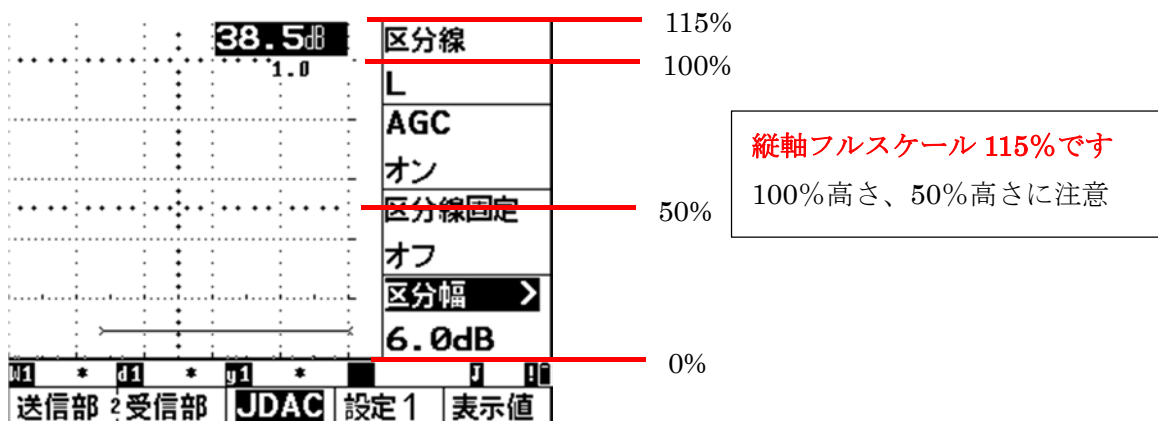 38.5dB
1.0
区分線
L
AGC
オン
区分線固定
オフ
区分幅 >
6.0dB
W1 * d1 * g1 * J !
送信部 2 受信部 JDAC 設定1 表示値
115%
100%
50%
0%
縦軸フルスケール 115%です
100%高さ、50%高さに注意